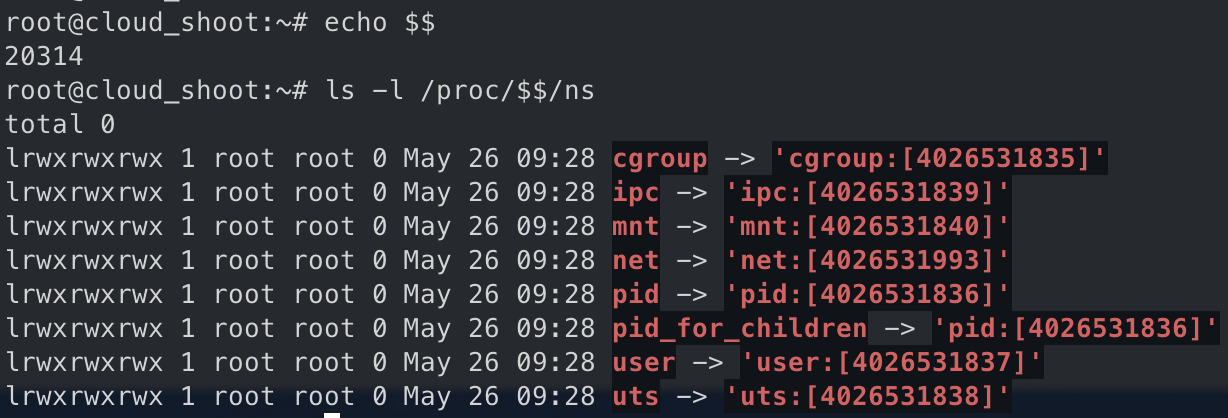 root@cloud_shoot:~# echo $$
20314
root@cloud_shoot:~# ls -l /proc/$$/ns
total 0
lrwxrwxrwx 1 root root 0 May 26 09:28 cgroup -> 'cgroup:[4026531835]'
lrwxrwxrwx 1 root root 0 May 26 09:28 ipc -> 'ipc:[4026531839]'
lrwxrwxrwx 1 root root 0 May 26 09:28 mnt -> 'mnt:[4026531840]'
lrwxrwxrwx 1 root root 0 May 26 09:28 net -> 'net:[4026531993]'
lrwxrwxrwx 1 root root 0 May 26 09:28 pid -> 'pid:[4026531836]'
lrwxrwxrwx 1 root root 0 May 26 09:28 pid_for_children -> 'pid:[4026531836]'
lrwxrwxrwx 1 root root 0 May 26 09:28 user -> 'user:[4026531837]'
lrwxrwxrwx 1 root root 0 May 26 09:28 uts -> 'uts:[4026531838]'